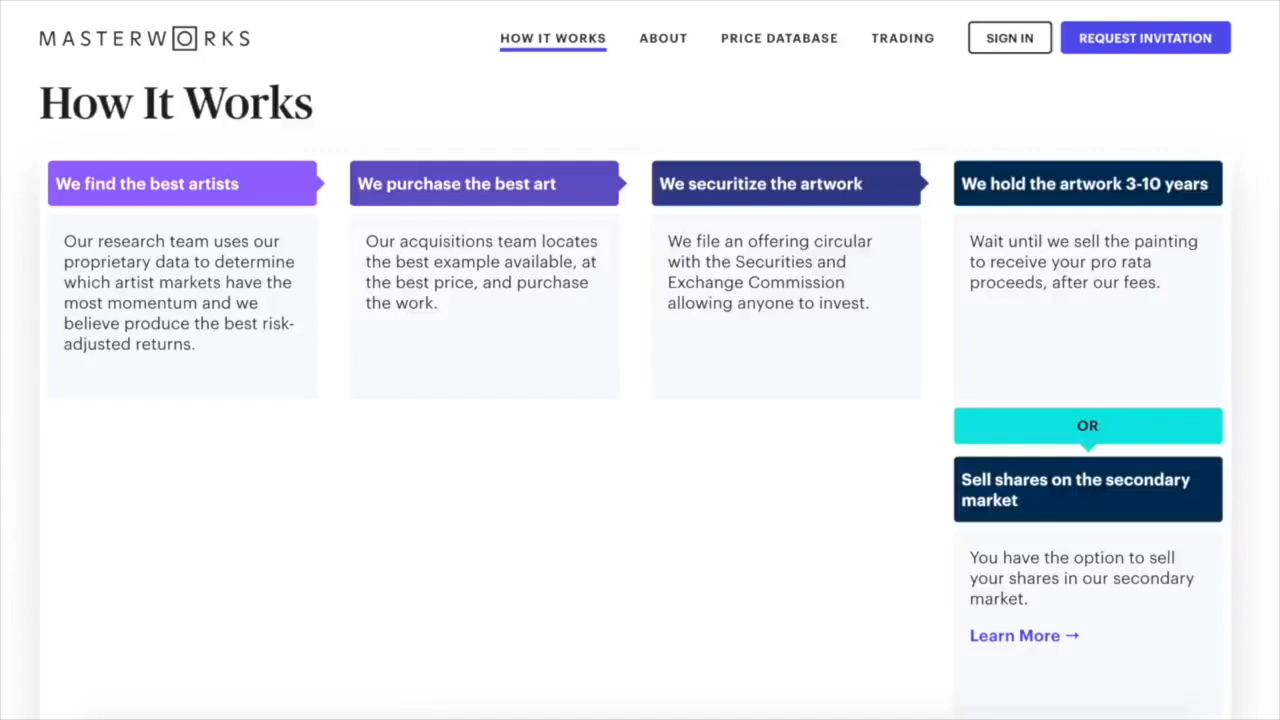 MASTERWORKS
HOW IT WORKS
ABOUT
PRICE DATABASE
TRADING
SIGN IN
REQUEST INVITATION
How It Works
We find the best artists
Our research team uses our
proprietary data to determine
which artist markets have the
most momentum and we
believe produce the best risk-
adjusted returns.
We purchase the best art
Our acquisitions team locates
the best example available, at
the best price, and purchase
the work.
We securitize the artwork
We file an offering circular
with the Securities and
Exchange Commission
allowing anyone to invest.
We hold the artwork 3-10 years
Wait until we sell the painting
to receive your pro rata
proceeds, after our fees.
OR
Sell shares on the secondary
market
You have the option to sell
your shares in our secondary
market.
Learn More →